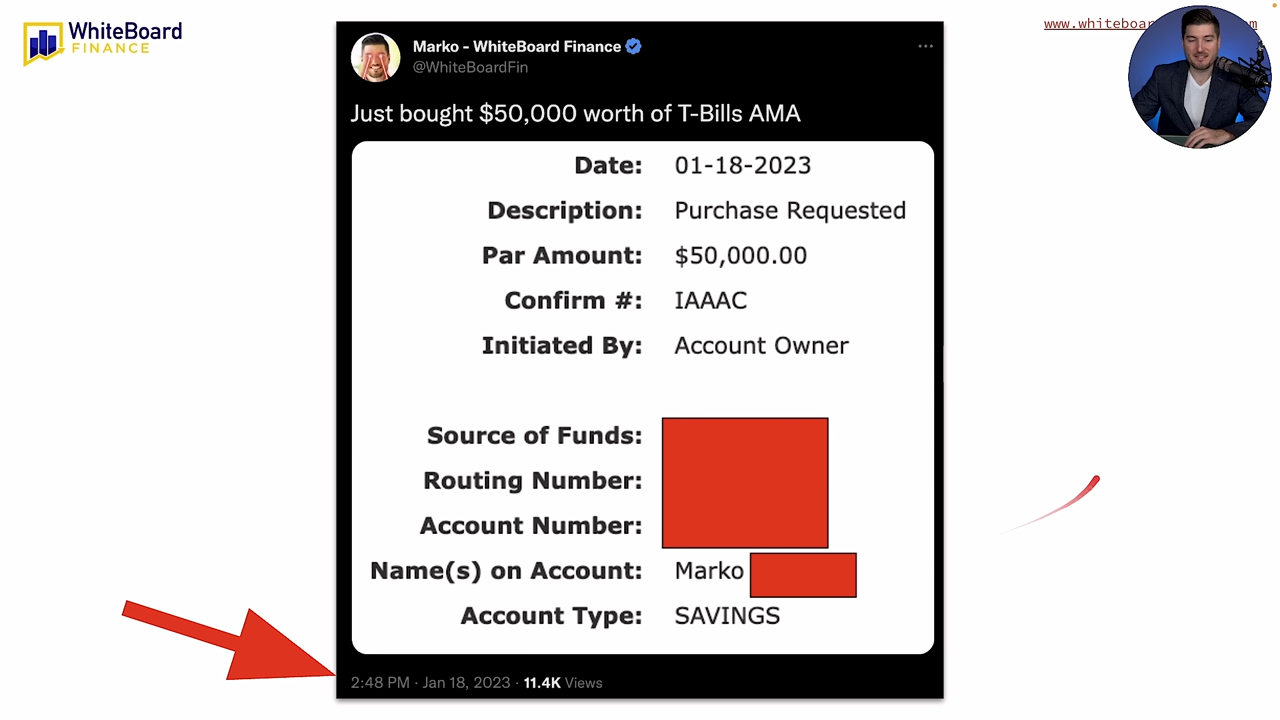 WhiteBoard
FINANCE
www.whiteboar
Marko - WhiteBoard Finance
@WhiteBoardFin
Just bought $50,000 worth of T-Bills AMA
Date: 01-18-2023
Description: Purchase Requested
Par Amount: $50,000.00
Confirm #: IAAAC
Initiated By: Account Owner
Source of Funds:
Routing Number:
Account Number:
Name(s) on Account: Marko
Account Type: SAVINGS
2:48 PM · Jan 18, 2023 · 11.4K Views